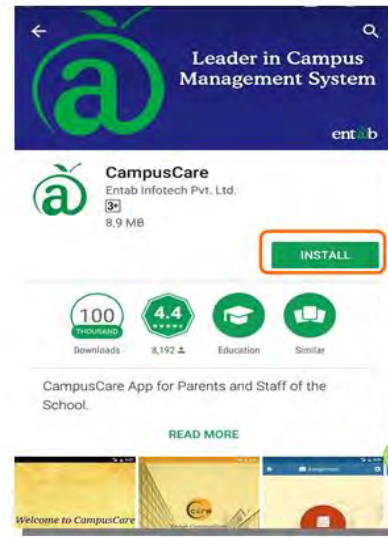 Leader in Campus
Management System
entab
CampusCare
Entab Infotech Pvt. Ltd.
3+
8.9 MB
INSTALL
100
THOUSAND
4.4
Downloads
8,192
Education
Similar
CampusCare App for Parents and Staff of the
School.
READ MORE
Welcome to CampusCare
care
Assignment